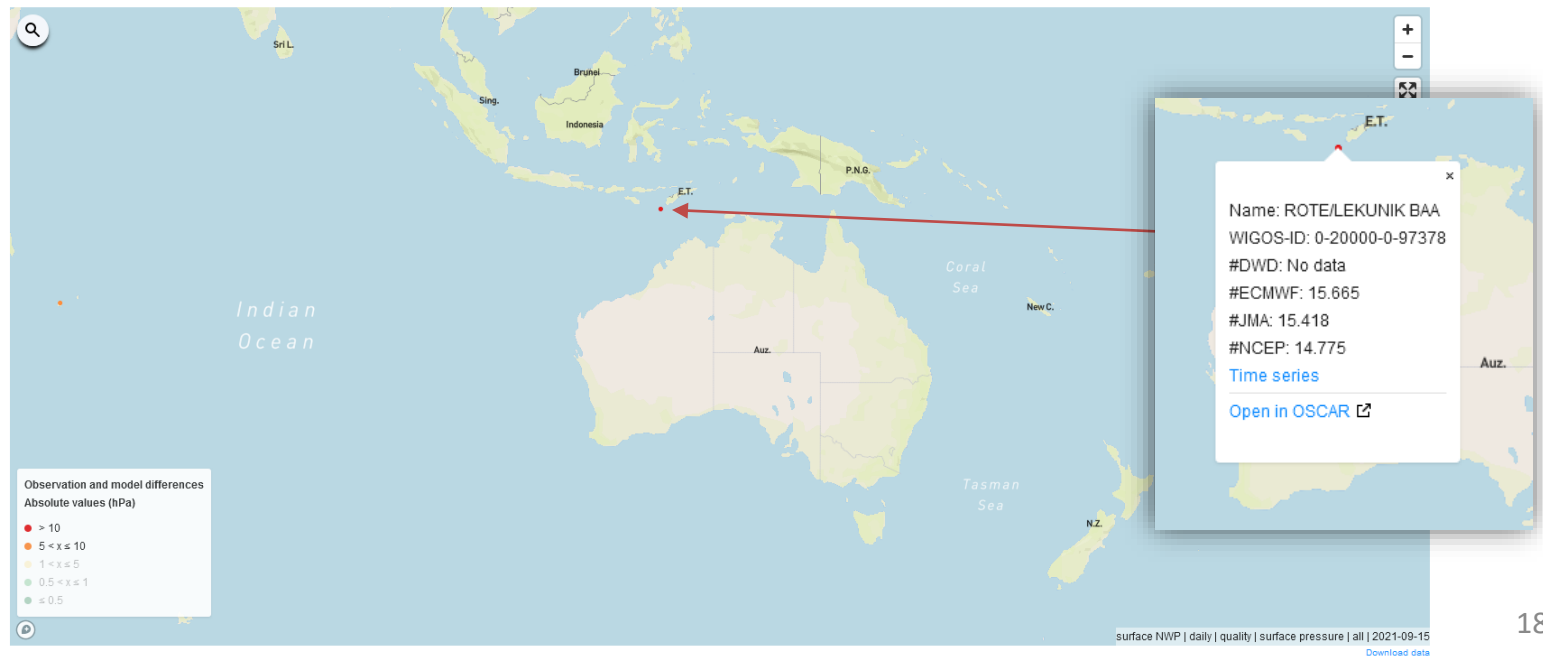 Sri L.
Brunei
Sing.
Indonesia
P.N.G.
E.T.
Indian
Ocean
Coral
Sea
New C.
Auz.
Tasman
Sea
N.Z.
+
−
E.T.
×
Name: ROTE/LEKUNIK BAA
WIGOS-ID: 0-20000-0-97378
#DWD: No data
#ECMWF: 15.665
#JMA: 15.418
#NCEP: 14.775
Time series
Open in OSCAR
Auz.
Observation and model differences
Absolute values (hPa)
> 10
5 < x ≤ 10
1 < x ≤ 5
0.5 < x ≤ 1
≤ 0.5
surface NWP | daily | quality | surface pressure | all | 2021-09-15
Download data
18